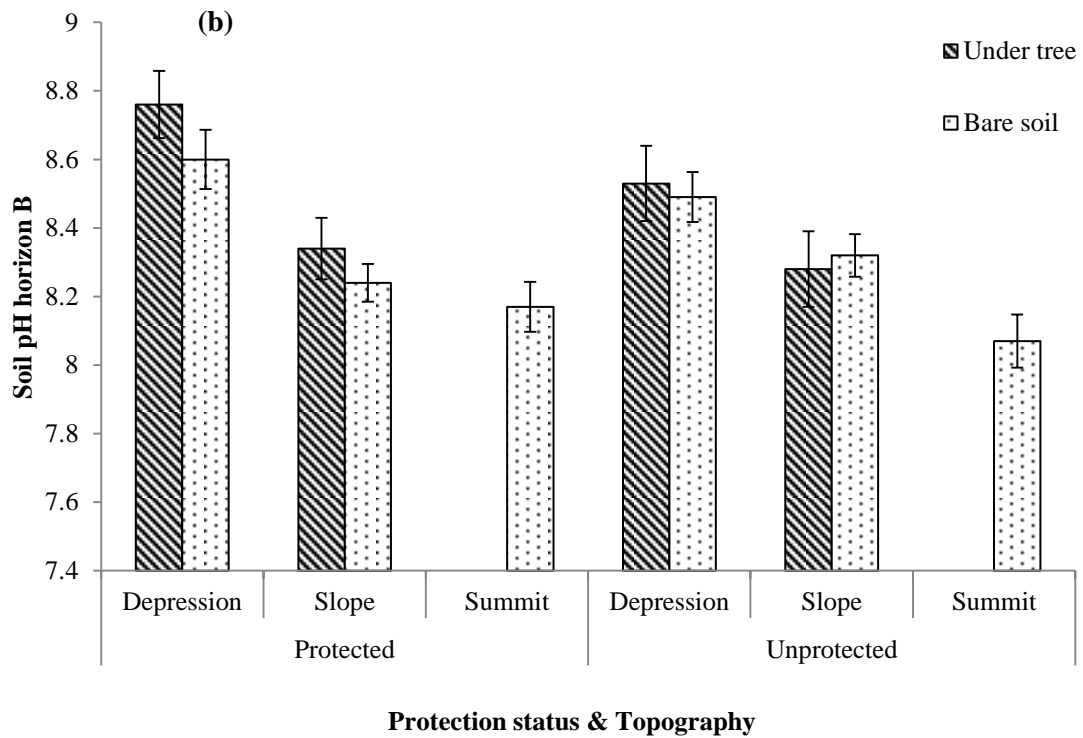 (b)
9
8.8
8.6
8.4
8.2
8
7.8
7.6
7.4
Soil pH horizon B
Under tree
Bare soil
Depression Slope Summit Depression Slope Summit
Protected Unprotected
Protection status & Topography